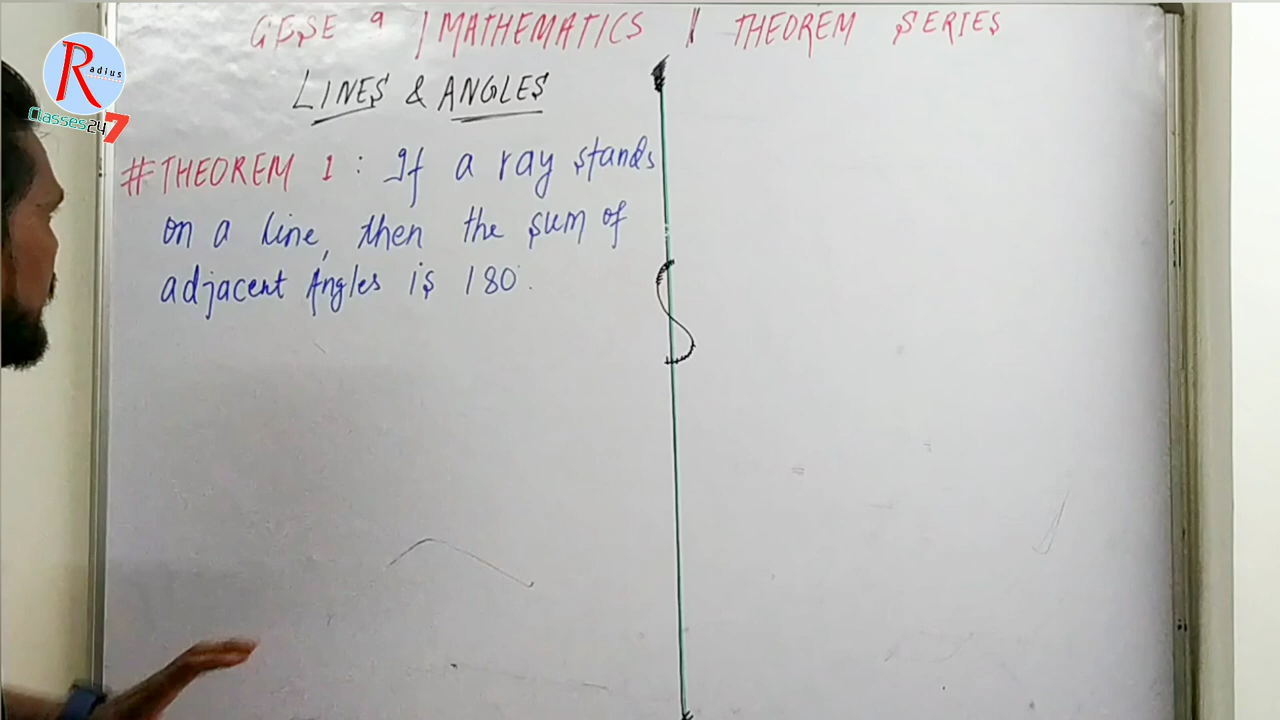 CBSE 9 | MATHEMATICS || THEOREM SERIES
Radius
Classes24
7
LINES & ANGLES
#THEOREM 1 : If a ray stands
on a line, then the sum of
adjacent Angles is 180°.